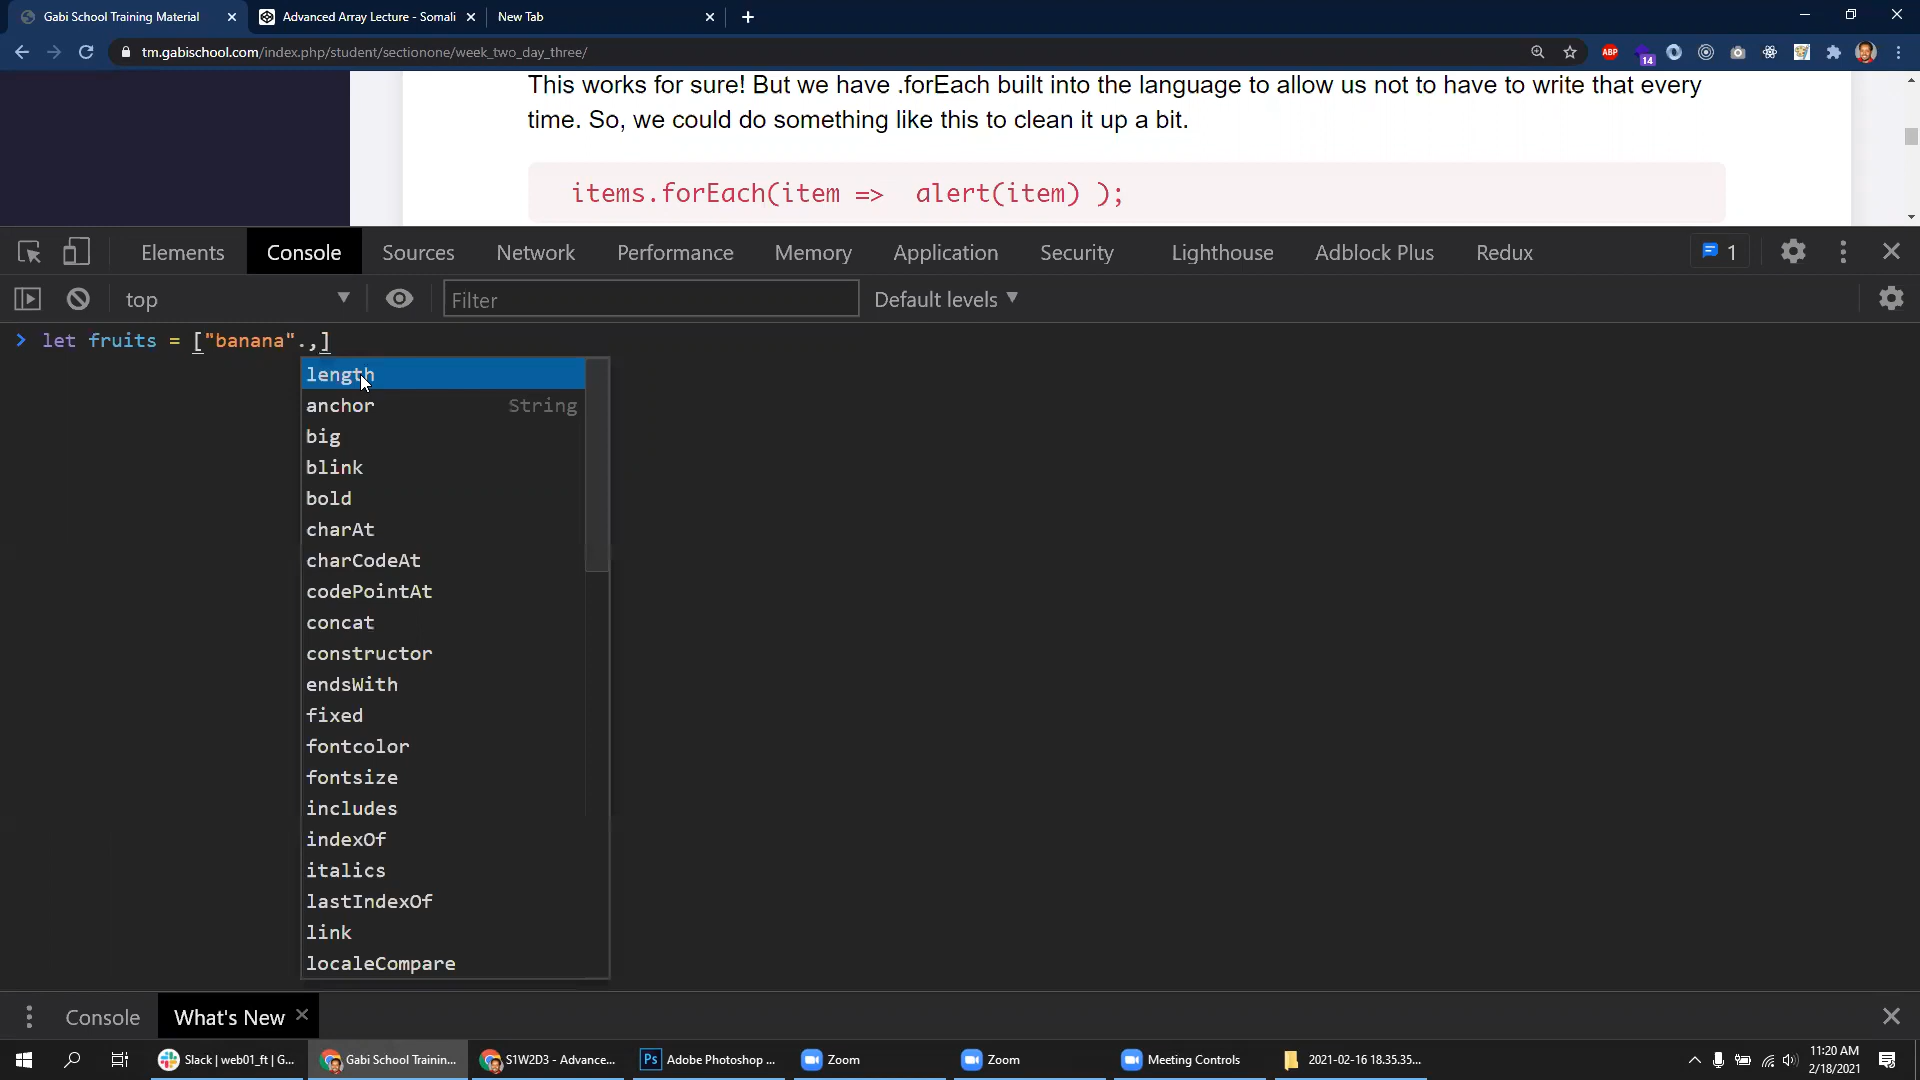 Gabi School Training Material
Advanced Array Lecture - Somali
New Tab
tm.gabischool.com/index.php/student/sectionone/week_two_day_three/
ABP
14
This works for sure! But we have .forEach built into the language to allow us not to have to write that every
time. So, we could do something like this to clean it up a bit.
items.forEach(item =>  alert(item) );
Elements
Console
Sources
Network
Performance
Memory
Application
Security
Lighthouse
Adblock Plus
Redux
1
top
Filter
Default levels
> let fruits = ["banana".,]
length
anchor String
big
blink
bold
charAt
charCodeAt
codePointAt
concat
constructor
endsWith
fixed
fontcolor
fontsize
includes
indexOf
italics
lastIndexOf
link
localeCompare
Console
What's New
Slack | web01_ft | G...
Gabi School Trainin...
S1W2D3 - Advance...
Ps
Adobe Photoshop ...
Zoom
Zoom
Meeting Controls
2021-02-16 18.35.35...
11:20 AM
2/18/2021